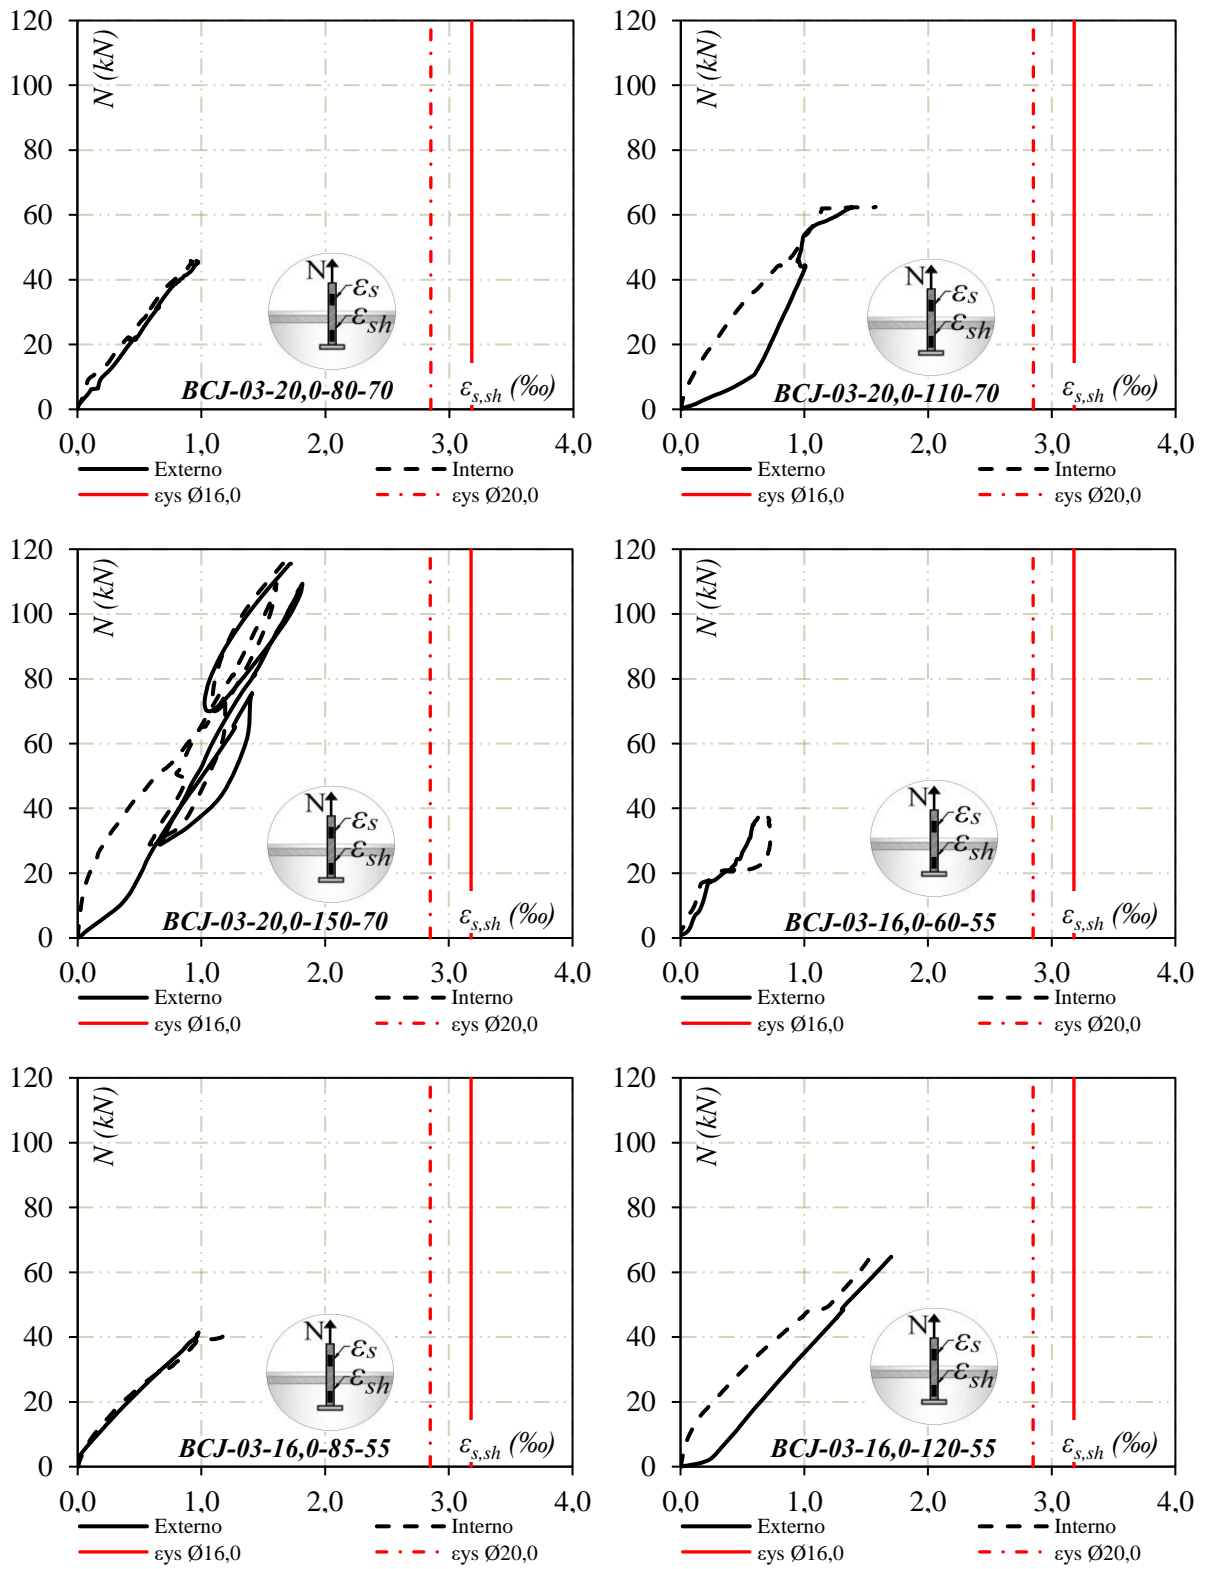 120
N (kN)
100
80
60
40
20
0
N
εs
εsh
BCJ-03-20,0-80-70
εs,sh (‰)
0,0 1,0 2,0 3,0 4,0
Externo
Interno
εys Ø16,0
εys Ø20,0
120
N (kN)
100
80
60
40
20
0
N
εs
εsh
BCJ-03-20,0-110-70
εs,sh (‰)
0,0 1,0 2,0 3,0 4,0
Externo
Interno
εys Ø16,0
εys Ø20,0
120
N (kN)
100
80
60
40
20
0
N
εs
εsh
BCJ-03-20,0-150-70
εs,sh (‰)
0,0 1,0 2,0 3,0 4,0
Externo
Interno
εys Ø16,0
εys Ø20,0
120
N (kN)
100
80
60
40
20
0
N
εs
εsh
BCJ-03-16,0-60-55
εs,sh (‰)
0,0 1,0 2,0 3,0 4,0
Externo
Interno
εys Ø16,0
εys Ø20,0
120
N (kN)
100
80
60
40
20
0
N
εs
εsh
BCJ-03-16,0-85-55
εs,sh (‰)
0,0 1,0 2,0 3,0 4,0
Externo
Interno
εys Ø16,0
εys Ø20,0
120
N (kN)
100
80
60
40
20
0
N
εs
εsh
BCJ-03-16,0-120-55
εs,sh (‰)
0,0 1,0 2,0 3,0 4,0
Externo
Interno
εys Ø16,0
εys Ø20,0